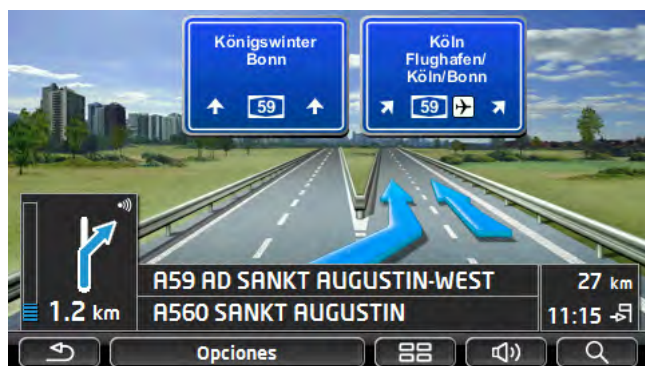 Königswinter
Bonn
59
Köln
Flughafen/
Köln/Bonn
59
A59 AD SANKT AUGUSTIN-WEST
27 km
1.2 km
A560 SANKT AUGUSTIN
11:15
Opciones